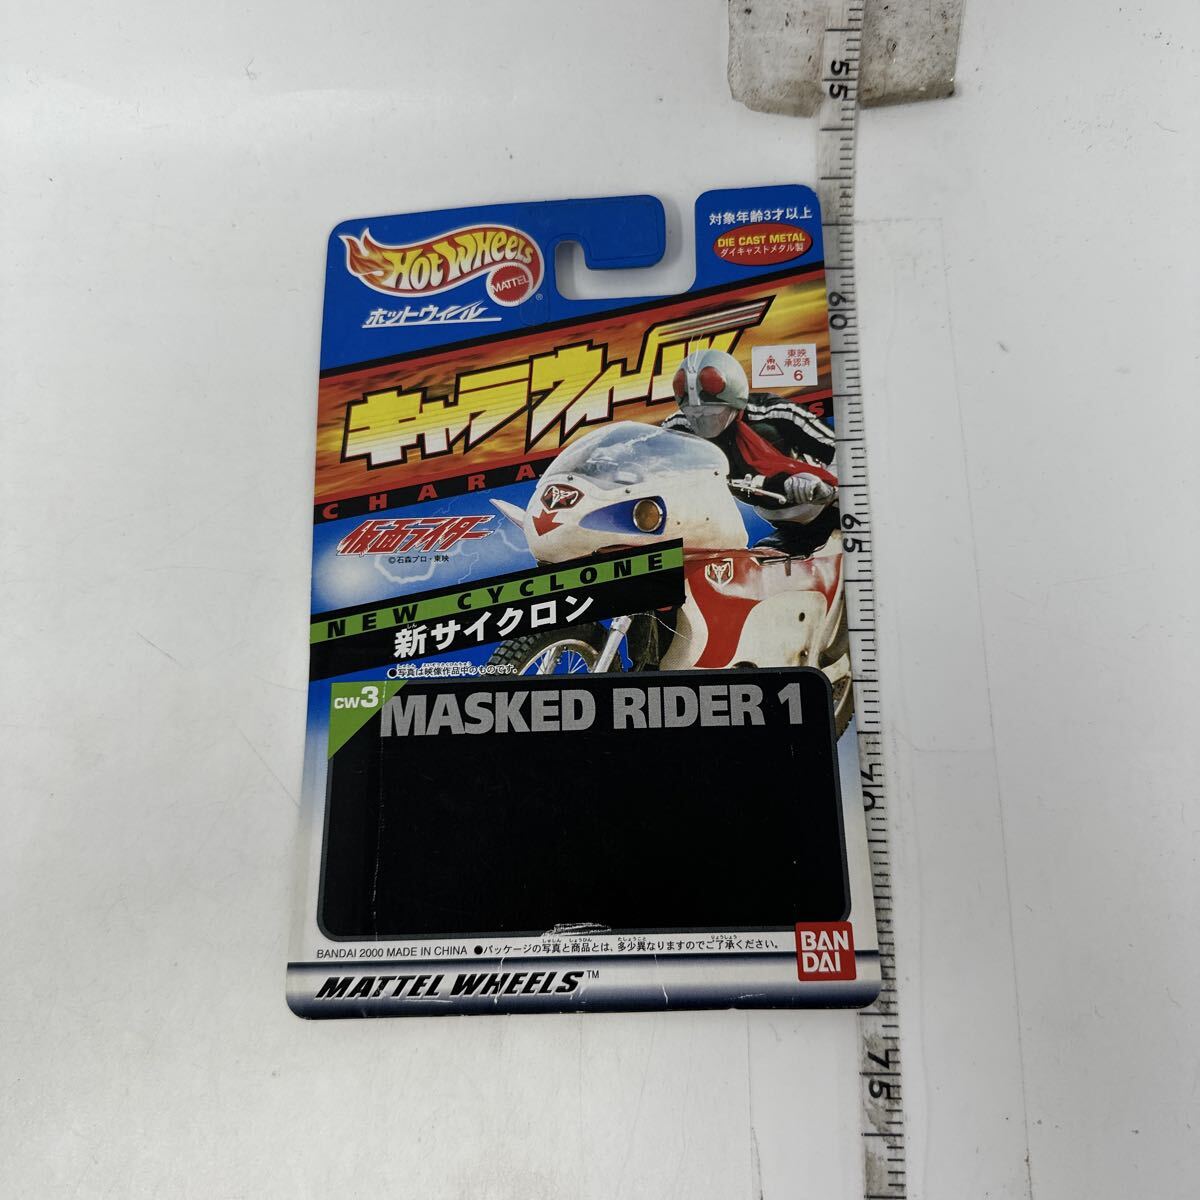 HOT WHEELS
MATTEL
®
ホットウィール
対象年齢3才以上
DIE CAST METAL
ダイキャストメタル製
キャラウィール
東映
承認済
6
CHARA
S
仮面ライダー
©石森プロ・東映
NEW CYCLONE
新サイクロン
しん
●写真は映像作品中のものです。
CW3
MASKED RIDER 1
BANDAI 2000 MADE IN CHINA ●パッケージの写真と商品とは、多少異なりますのでご了承ください。
MATTEL WHEELS™
BAN
DAI
55
60
65
70
75